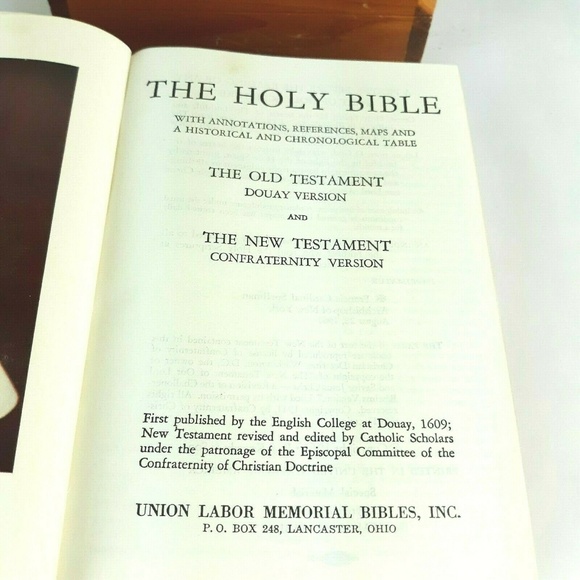 THE HOLY BIBLE
WITH ANNOTATIONS, REFERENCES, MAPS AND
A HISTORICAL AND CHRONOLOGICAL TABLE
THE OLD TESTAMENT
DOUAY VERSION
AND
THE NEW TESTAMENT
CONFRATERNITY VERSION
First published by the English College at Douay, 1609;
New Testament revised and edited by Catholic Scholars
under the patronage of the Episcopal Committee of the
Confraternity of Christian Doctrine
UNION LABOR MEMORIAL BIBLES, INC.
P. O. BOX 248, LANCASTER, OHIO